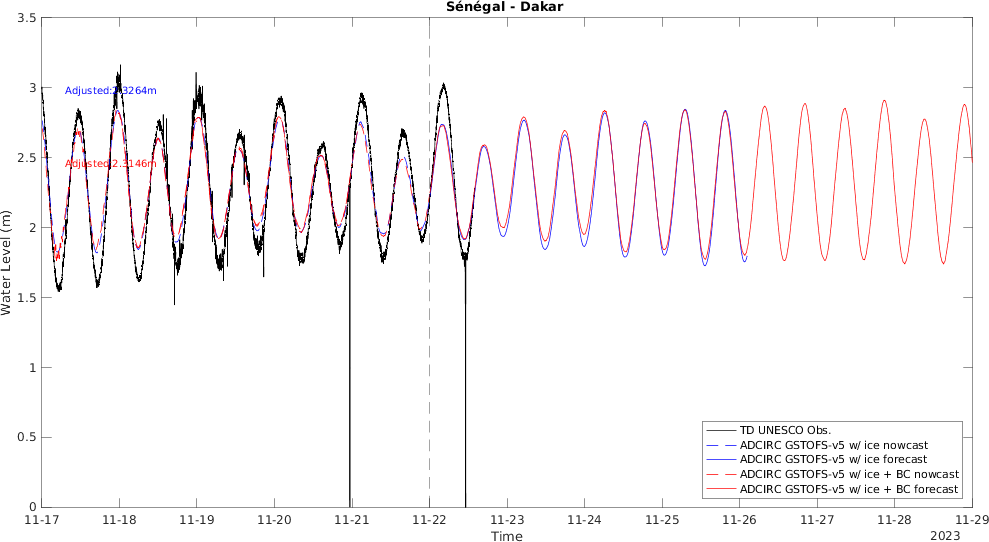 Sénégal - Dakar
3.5
3
2.5
2
1.5
1
0.5
0
Water Level (m)
Adjusted:2.3264m
Adjusted:2.3146m
TD UNESCO Obs.
ADCIRC GSTOFS-v5 w/ ice nowcast
ADCIRC GSTOFS-v5 w/ ice forecast
ADCIRC GSTOFS-v5 w/ ice + BC nowcast
ADCIRC GSTOFS-v5 w/ ice + BC forecast
11-17 11-18 11-19 11-20 11-21 11-22 11-23 11-24 11-25 11-26 11-27 11-28 11-29
Time
2023